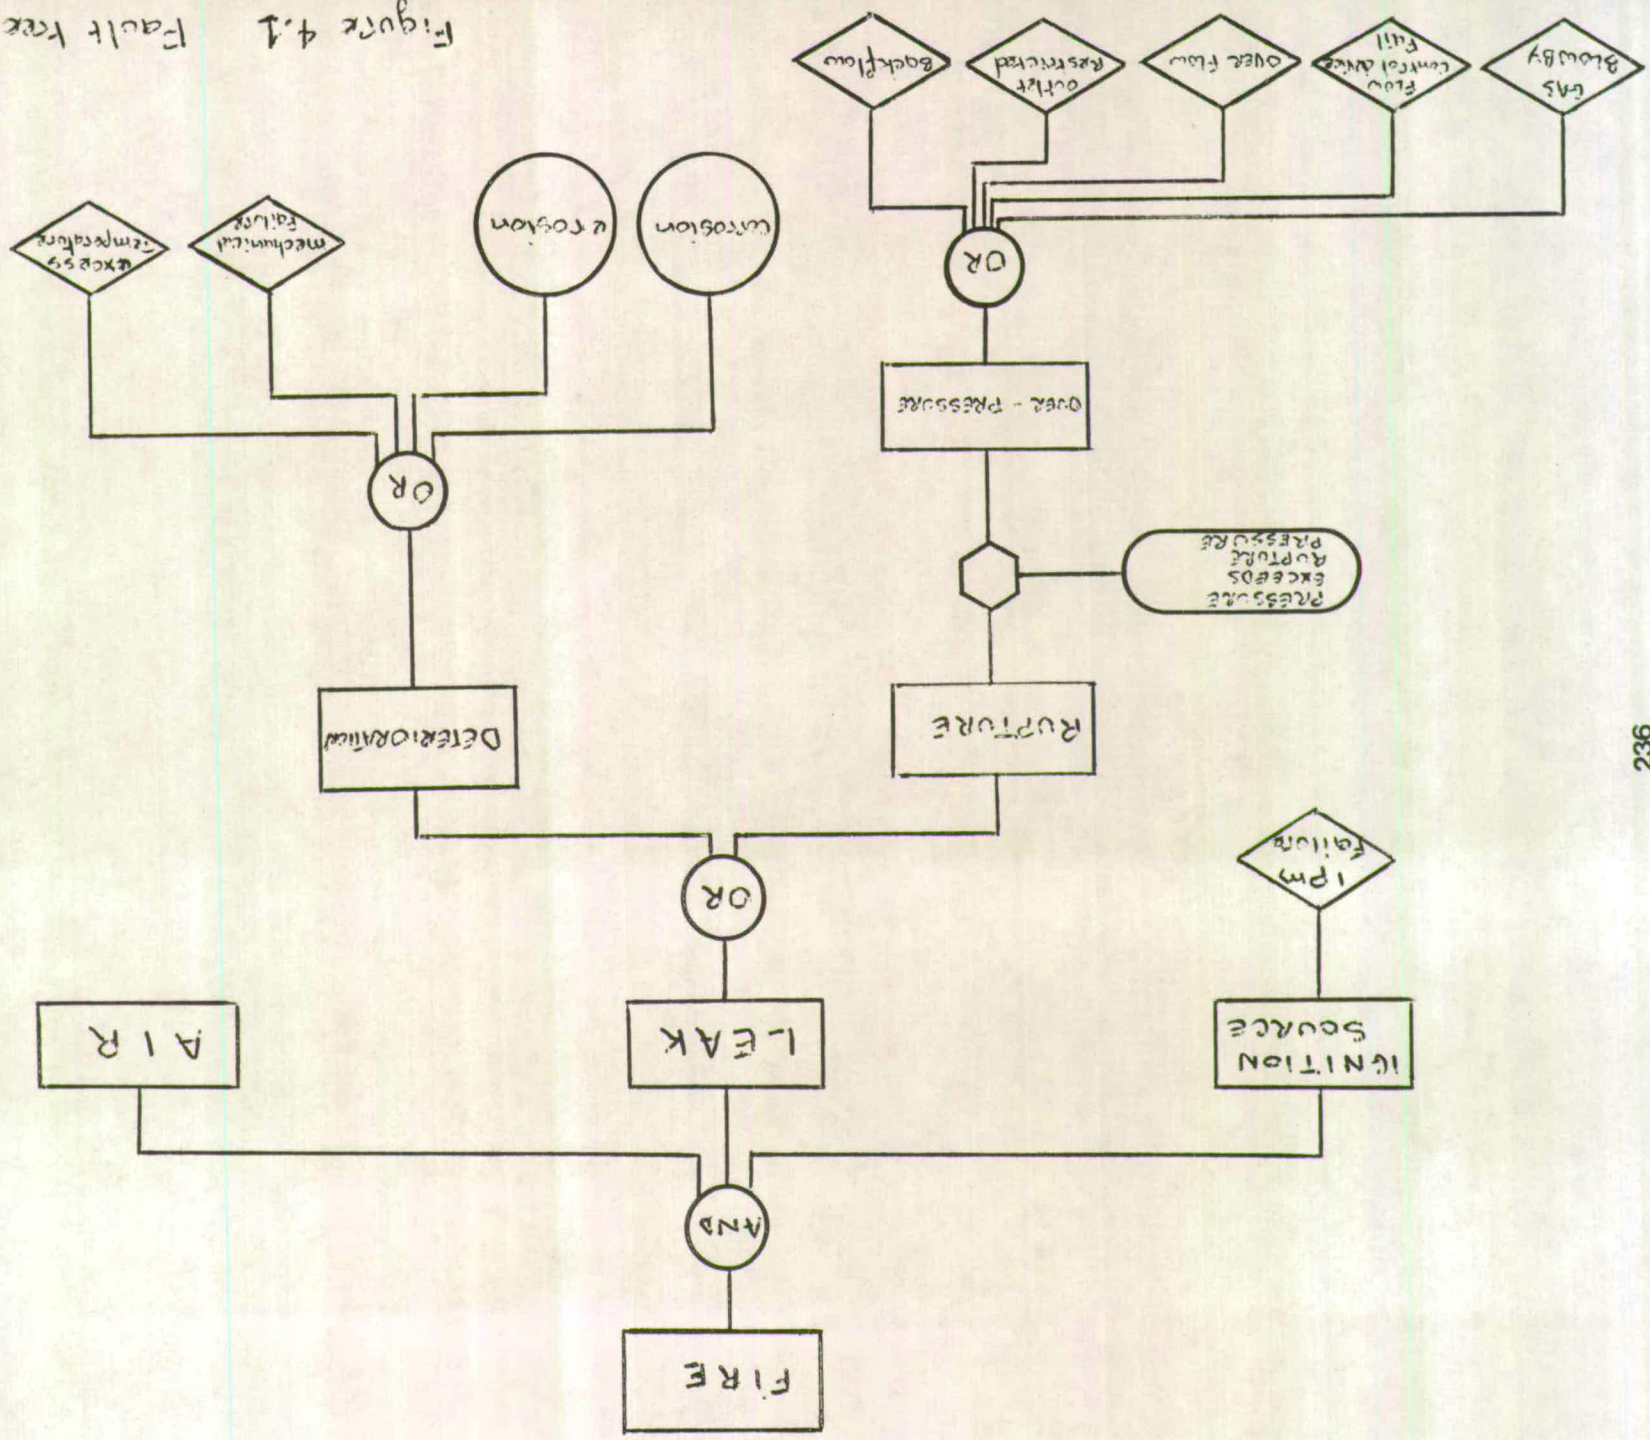 FIRE
AND
IGNITION
SOURCE
LEAK
AIR
1pm
Failure
OR
RUPTURE
DETERIORATION
PRESSURE
EXCEEDS
RUPTURE
PRESSURE
OVER - PRESSURE
OR
OR
GAS
BLOWBY
FLOW
control device
Fail
OVER Flow
outlet
Restricted
Backflow
corrosion
erosion
mechanical
Failure
excess
Temperature
Figure 4.1 Fault tree
236